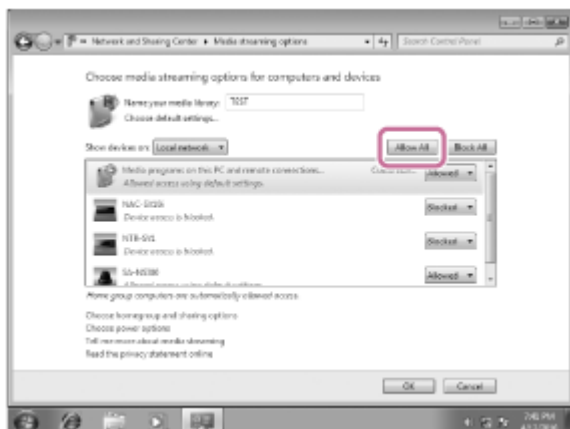 Network and Sharing Center ▸ Media streaming options
Search Control Panel
Choose media streaming options for computers and devices
Name your media library: TEST
Choose default settings...
Show devices on: Local network
Allow All
Block All
Media programs on this PC and remote connections...
Allowed
Allowed access using default settings.
Blocked
Device access is blocked.
Blocked
Device access is blocked.
Allowed
Home group computers are automatically allowed access.
Choose homegroup and sharing options
Choose power options
Tell me more about media streaming
Read the privacy statement online
OK
Cancel